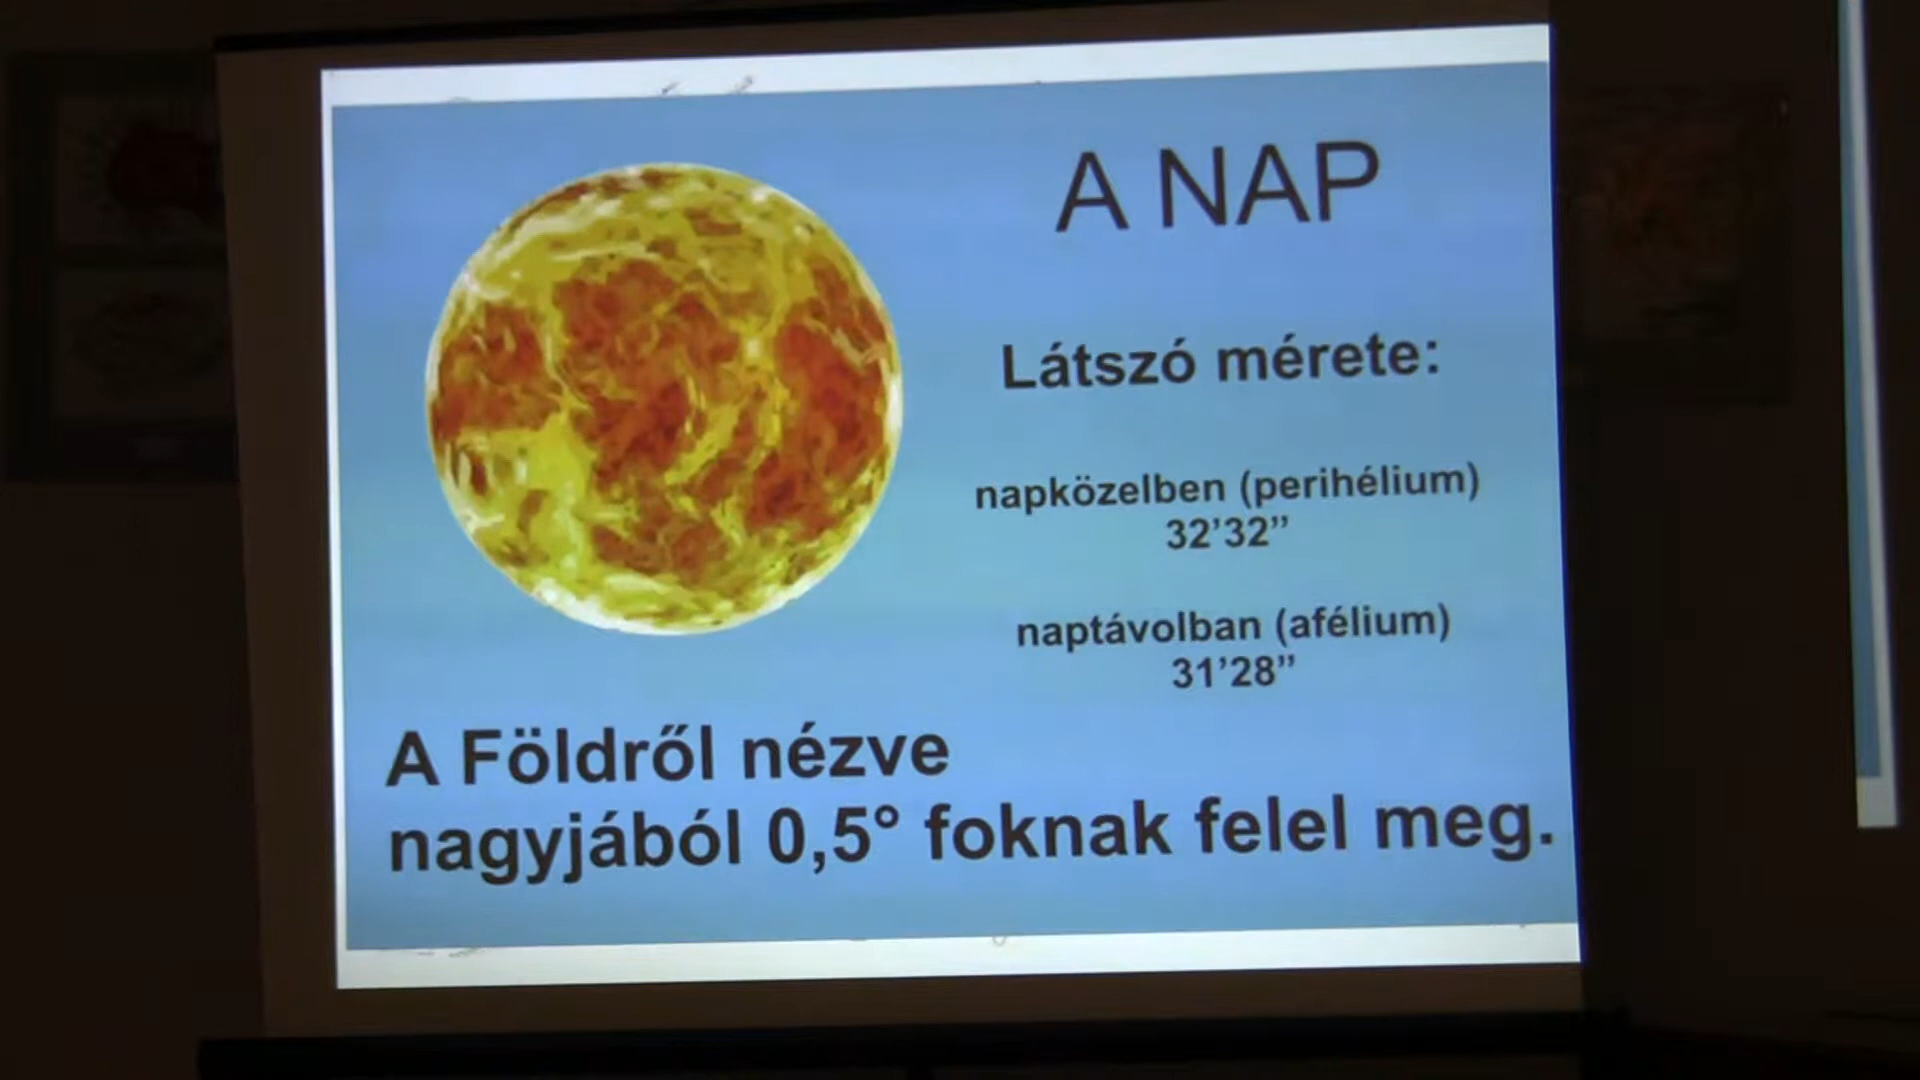 A NAP
Látszó mérete:
napközelben (perihélium)
32’32”
naptávolban (afélium)
31’28”
A Földről nézve
nagyjából 0,5° foknak felel meg.